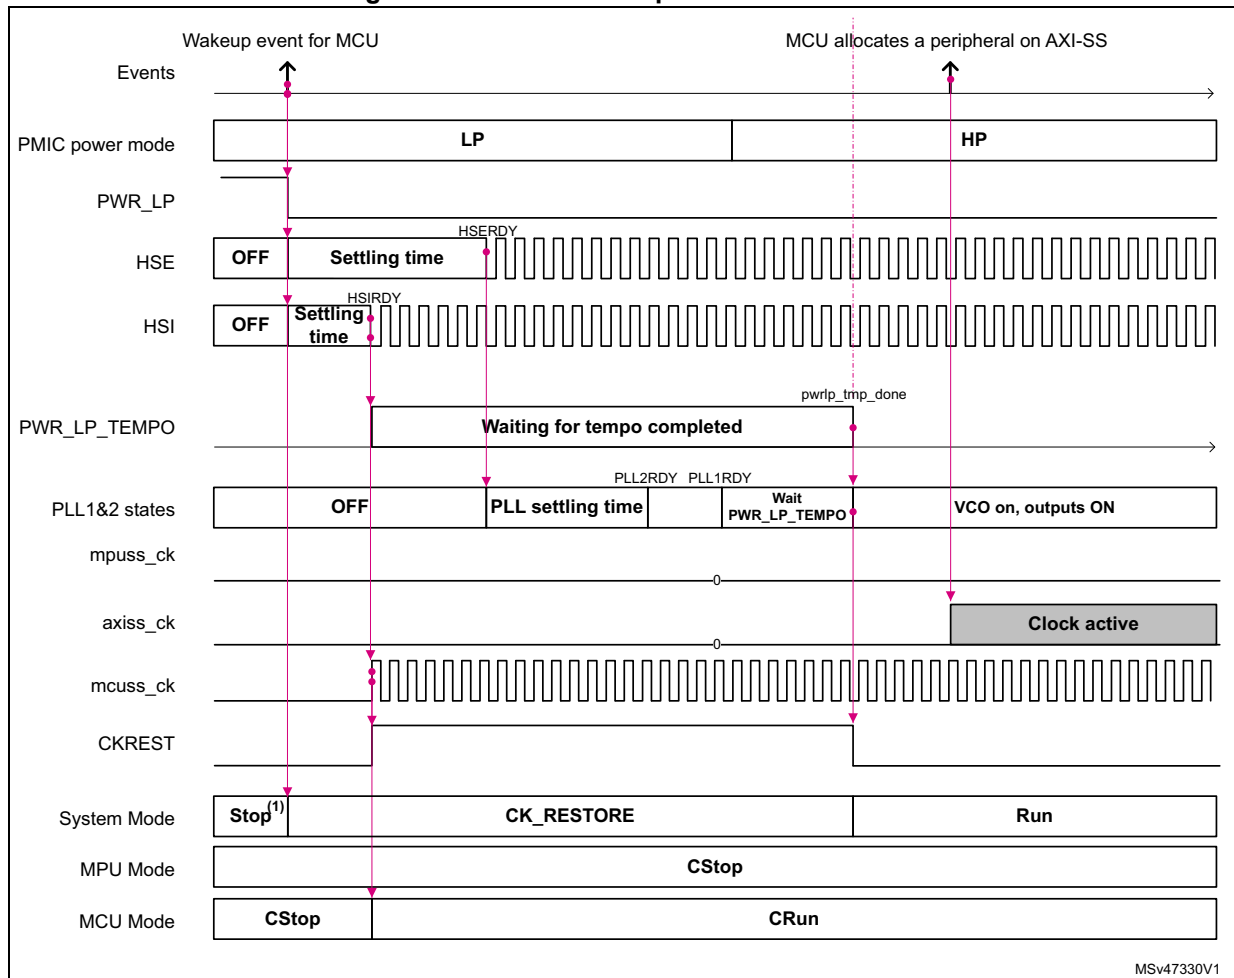 Wakeup event for MCU
MCU allocates a peripheral on AXI-SS
Events
PMIC power mode
LP
HP
PWR_LP
HSERDY
HSE
OFF
Settling time
HSIRDY
HSI
OFF
Settling
time
pwrlp_tmp_done
PWR_LP_TEMPO
Waiting for tempo completed
PLL2RDY PLL1RDY
PLL1&2 states
OFF
PLL settling time
Wait
PWR_LP_TEMPO
VCO on, outputs ON
mpuss_ck
0
axiss_ck
0
Clock active
mcuss_ck
CKREST
System Mode
Stop(1)
CK_RESTORE
Run
MPU Mode
CStop
MCU Mode
CStop
CRun
MSv47330V1